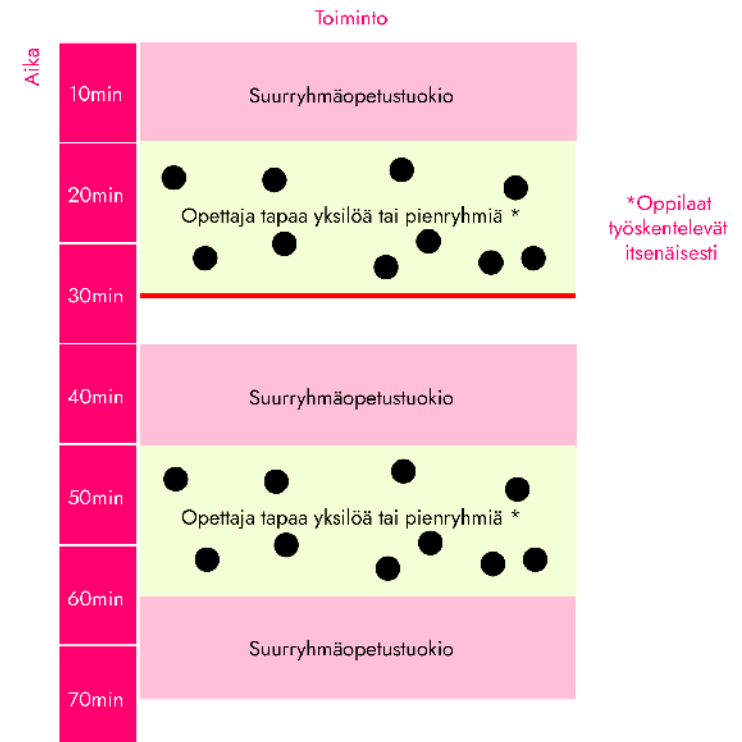 Toiminto
Aika
10min
Suurryhmäopetustuokio
20min
Opettaja tapaa yksilöä tai pienryhmiä *
*Oppilaat
työskentelevät
itsenäisesti
30min
40min
Suurryhmäopetustuokio
50min
Opettaja tapaa yksilöä tai pienryhmiä *
60min
Suurryhmäopetustuokio
70min